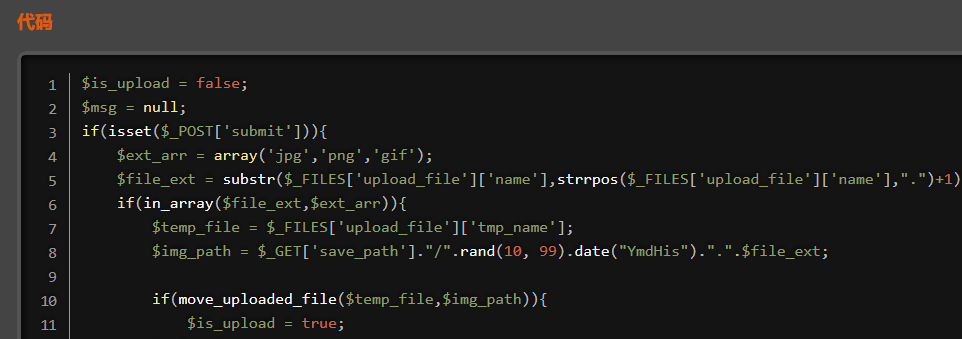 代码
1 $is_upload = false;
2 $msg = null;
3 if(isset($_POST['submit'])){
4 $ext_arr = array('jpg','png','gif');
5 $file_ext = substr($_FILES['upload_file']['name'],strrpos($_FILES['upload_file']['name'],".")+1)
6 if(in_array($file_ext,$ext_arr)){
7 $temp_file = $_FILES['upload_file']['tmp_name'];
8 $img_path = $_GET['save_path']."/".rand(10, 99).date("YmdHis").".".$file_ext;
9
10 if(move_uploaded_file($temp_file,$img_path)){
11 $is_upload = true;